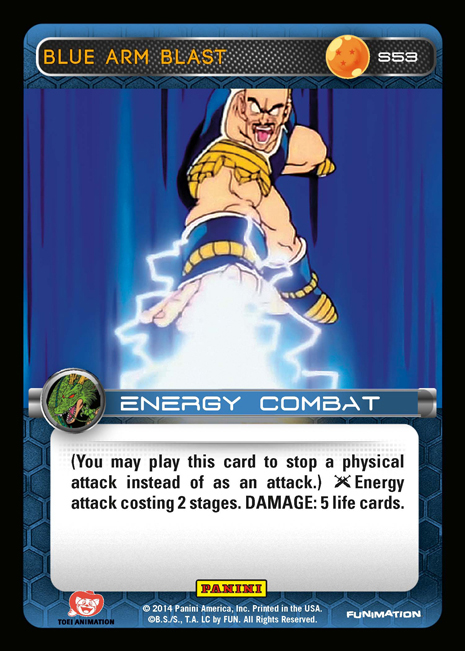 BLUE ARM BLAST
S53
ENERGY COMBAT
(You may play this card to stop a physical
attack instead of as an attack.) Energy
attack costing 2 stages. DAMAGE: 5 life cards.
PANINI
TOEI ANIMATION
© 2014 Panini America, Inc. Printed in the USA.
©B.S./S., T.A. LC by FUN. All Rights Reserved.
FUNIMATION